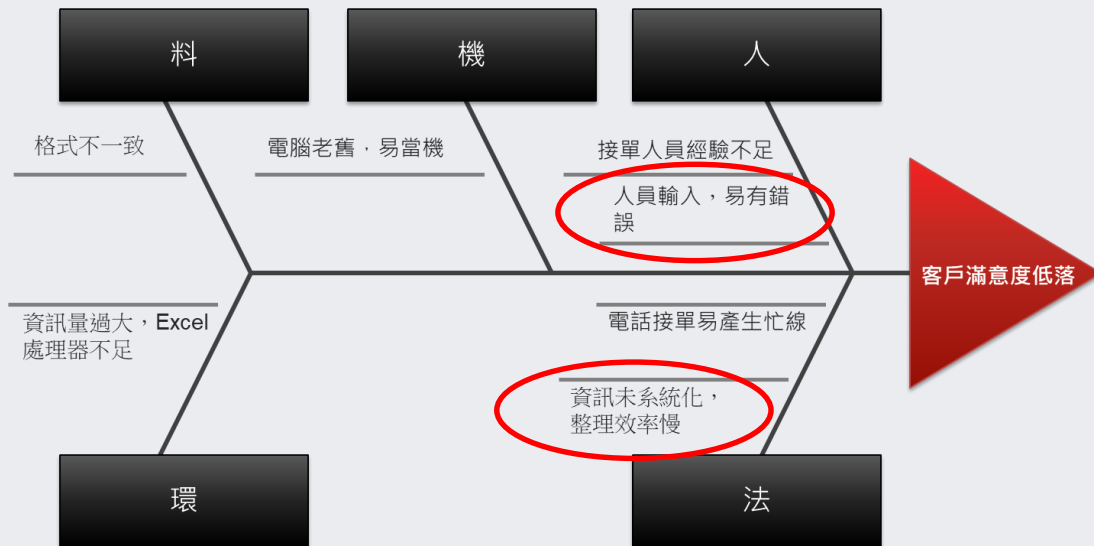 料
機
人
格式不一致
電腦老舊，易當機
接單人員經驗不足
人員輸入，易有錯
誤
客戶滿意度低落
資訊量過大，Excel
處理器不足
電話接單易產生忙線
資訊未系統化，
整理效率慢
環
法